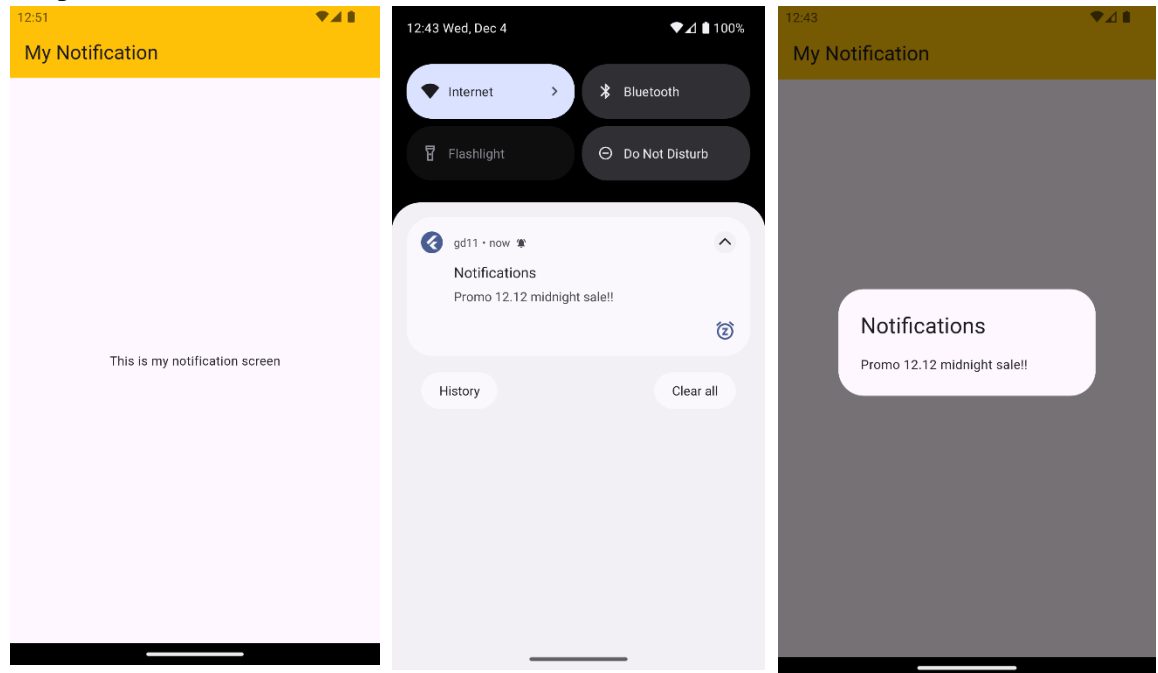 12:51
My Notification
This is my notification screen
12:43 Wed, Dec 4
100%
Internet
Bluetooth
Flashlight
Do Not Disturb
gd11 • now
Notifications
Promo 12.12 midnight sale!!
History
Clear all
12:43
My Notification
Notifications
Promo 12.12 midnight sale!!